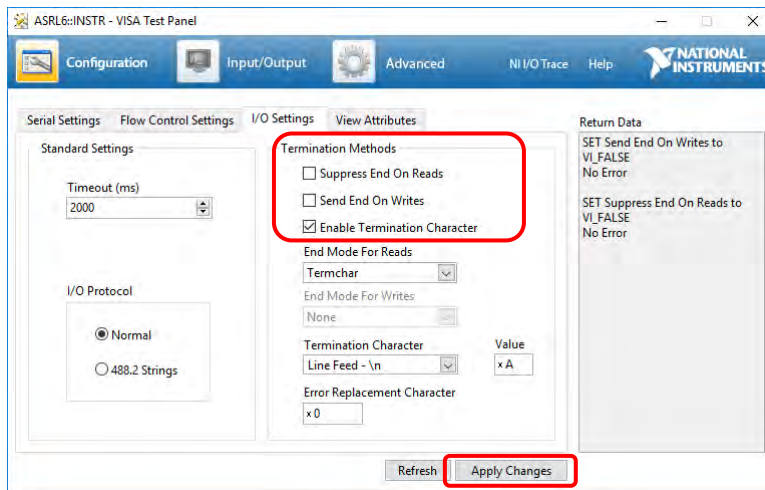 ASRL6::INSTR - VISA Test Panel
Configuration
Input/Output
Advanced
NI I/O Trace
Help
NATIONAL
INSTRUMENTS
Serial Settings
Flow Control Settings
I/O Settings
View Attributes
Standard Settings
Timeout (ms)
2000
I/O Protocol
Normal
488.2 Strings
Termination Methods
Suppress End On Reads
Send End On Writes
Enable Termination Character
End Mode For Reads
Termchar
End Mode For Writes
None
Termination Character
Line Feed - \n
Value
x A
Error Replacement Character
x 0
Return Data
SET Send End On Writes to
VI_FALSE
No Error
SET Suppress End On Reads to
VI_FALSE
No Error
Refresh
Apply Changes